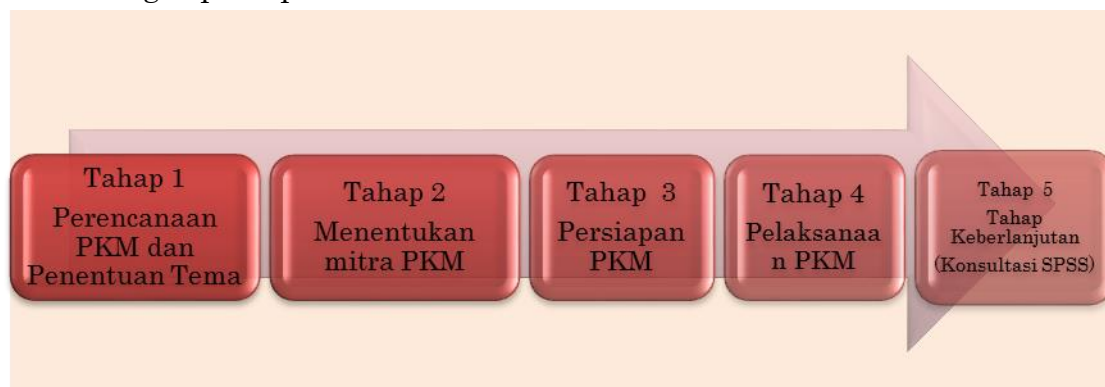 Tahap 1
Perencanaan
PKM dan
Penentuan Tema
Tahap 2
Menentukan
mitra PKM
Tahap 3
Persiapan
PKM
Tahap 4
Pelaksanaa
n PKM
Tahap 5
Tahap
Keberlanjutan
(Konsultasi SPSS)